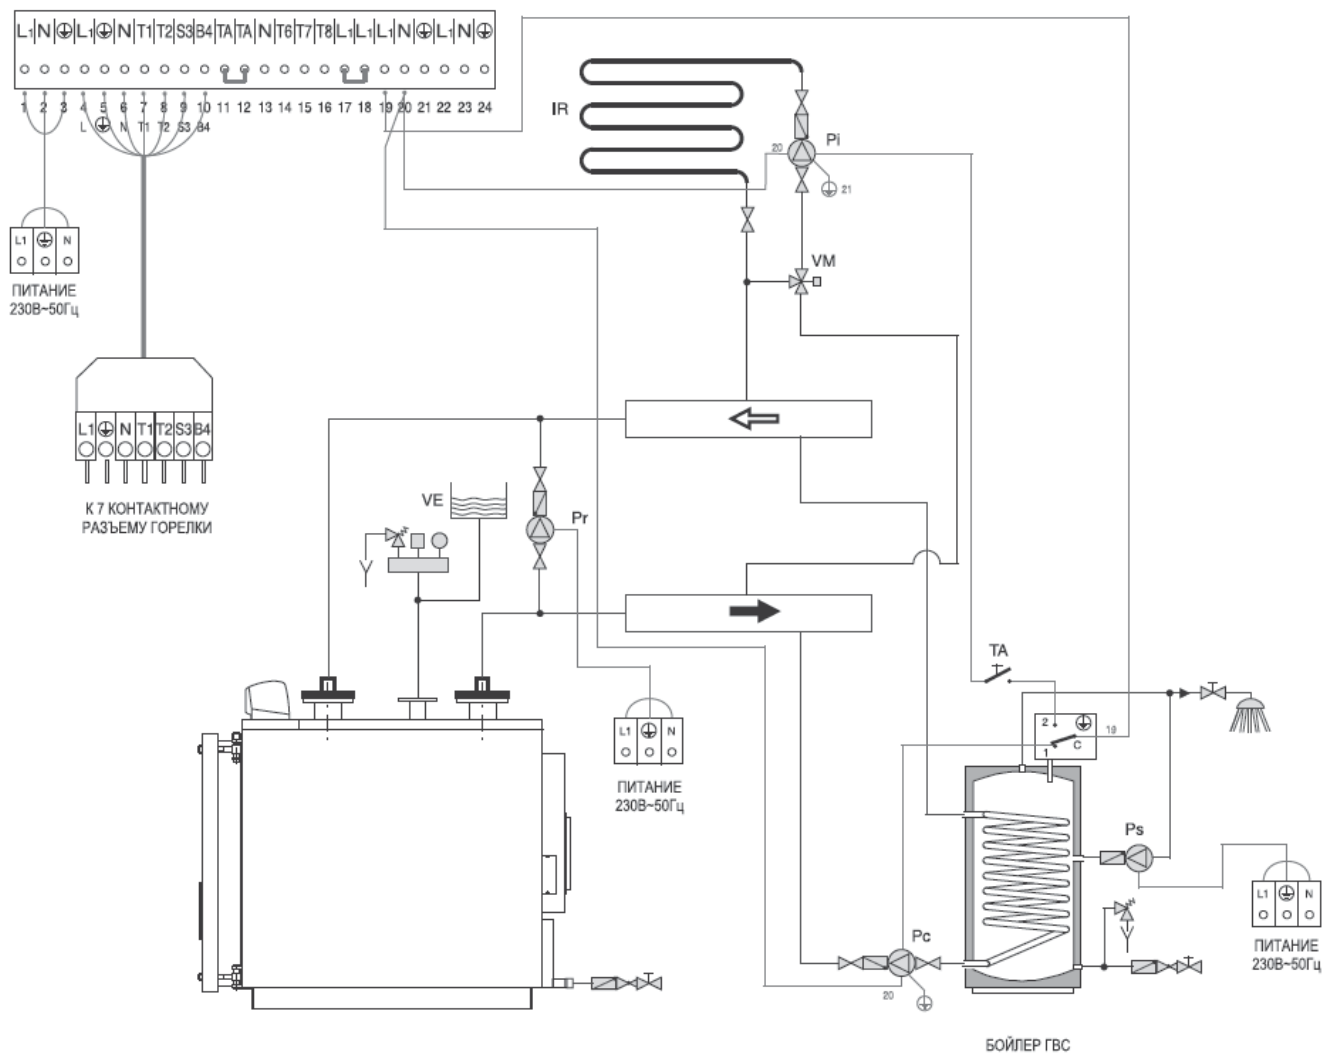 L1 N ⏚ L1 ⏚ N T1 T2 S3 B4 TA TA N T6 T7 T8 L1 L1 L1 N ⏚ L1 N ⏚
1 2 3 4 5 6 7 8 9 10 11 12 13 14 15 16 17 18 19 20 21 22 23 24
L ⏚ N T1 T2 S3 B4
IR
Pi
20
21
L1 ⏚ N
ПИТАНИЕ
230В~50Гц
VM
L1 ⏚ N T1 T2 S3 B4
К 7 КОНТАКТНОМУ
РАЗЪЕМУ ГОРЕЛКИ
VE
Pr
TA
L1 ⏚ N
ПИТАНИЕ
230В~50Гц
2 ⏚
19
1 C
Ps
L1 ⏚ N
ПИТАНИЕ
230В~50Гц
Pc
20
БОЙЛЕР ГВС